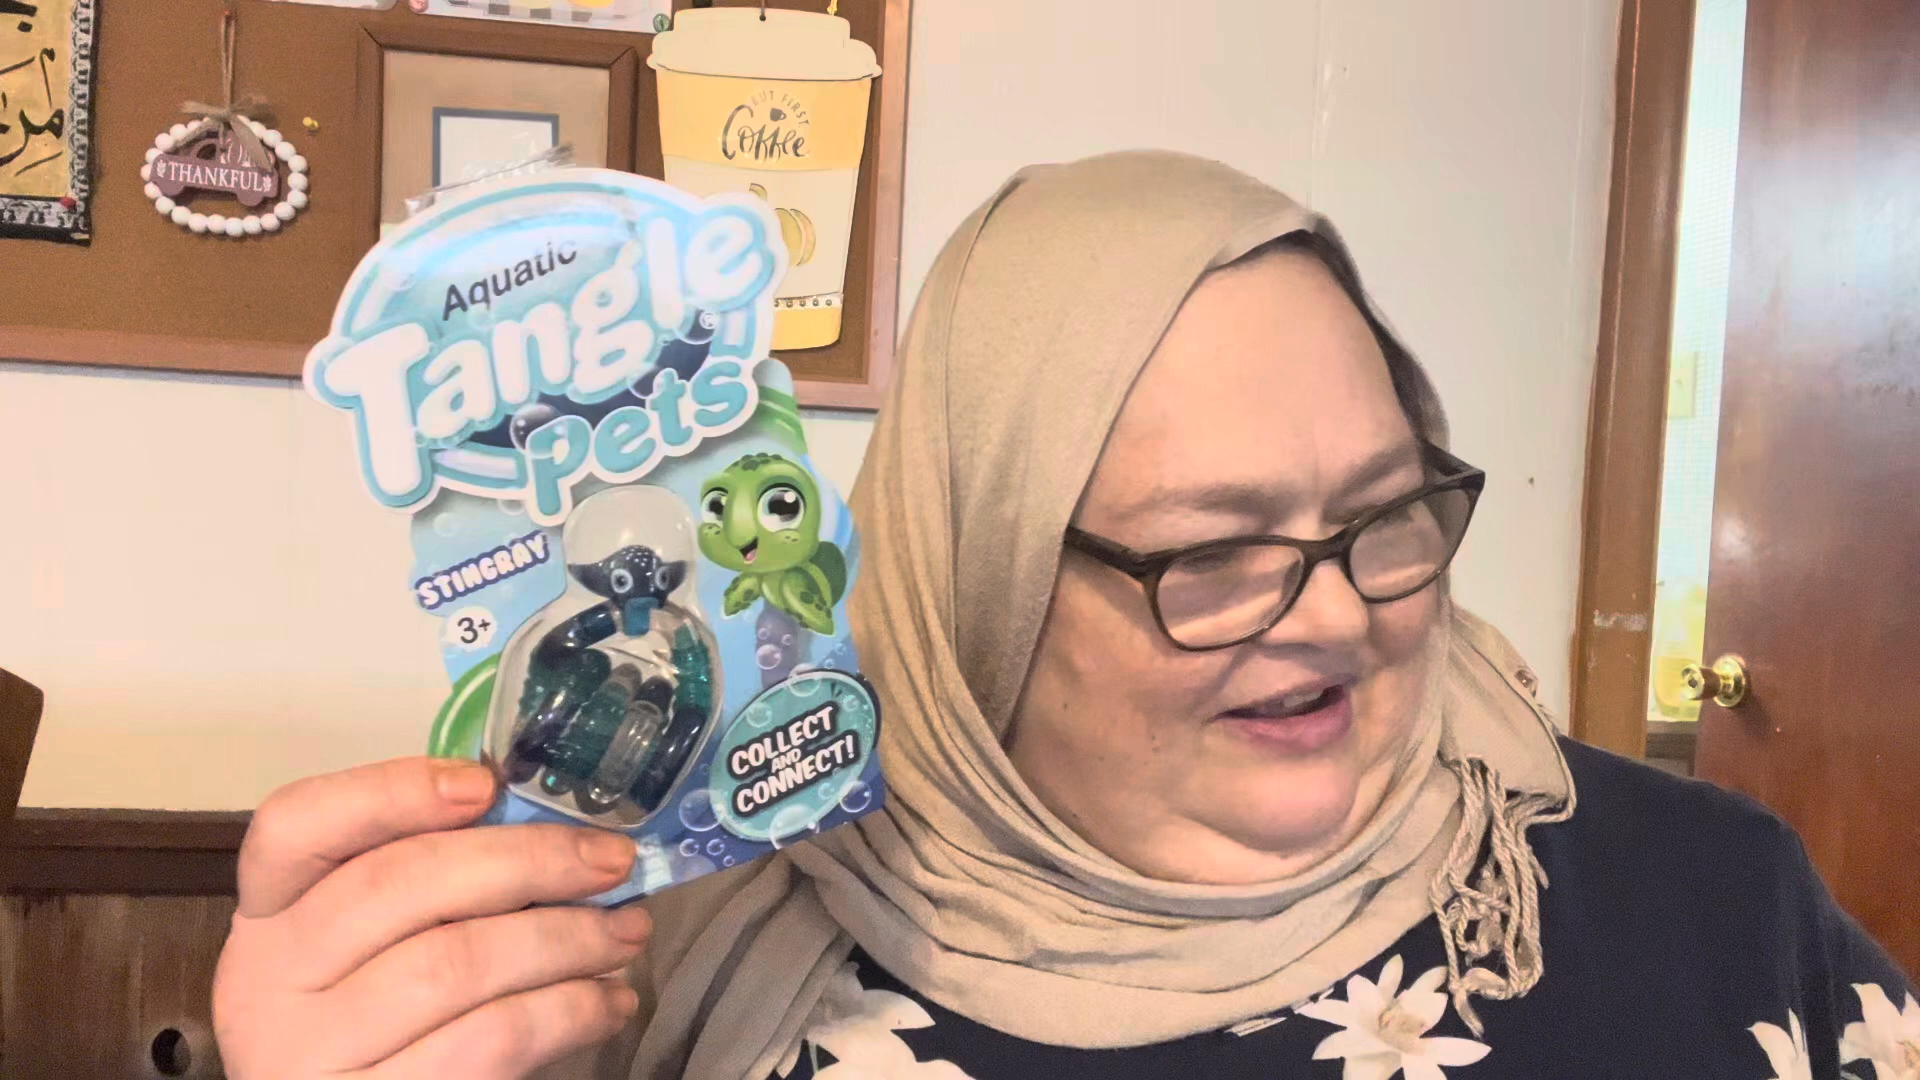 THANKFUL
BUT FIRST
Coffee
Aquatic
Tangle®
Pets
STINGRAY
3+
COLLECT
AND
CONNECT!